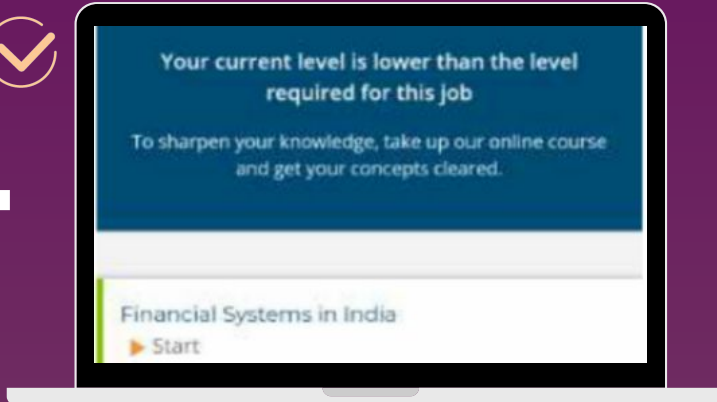 Your current level is lower than the level
required for this job
To sharpen your knowledge, take up our online course
and get your concepts cleared.
Financial Systems in India
Start